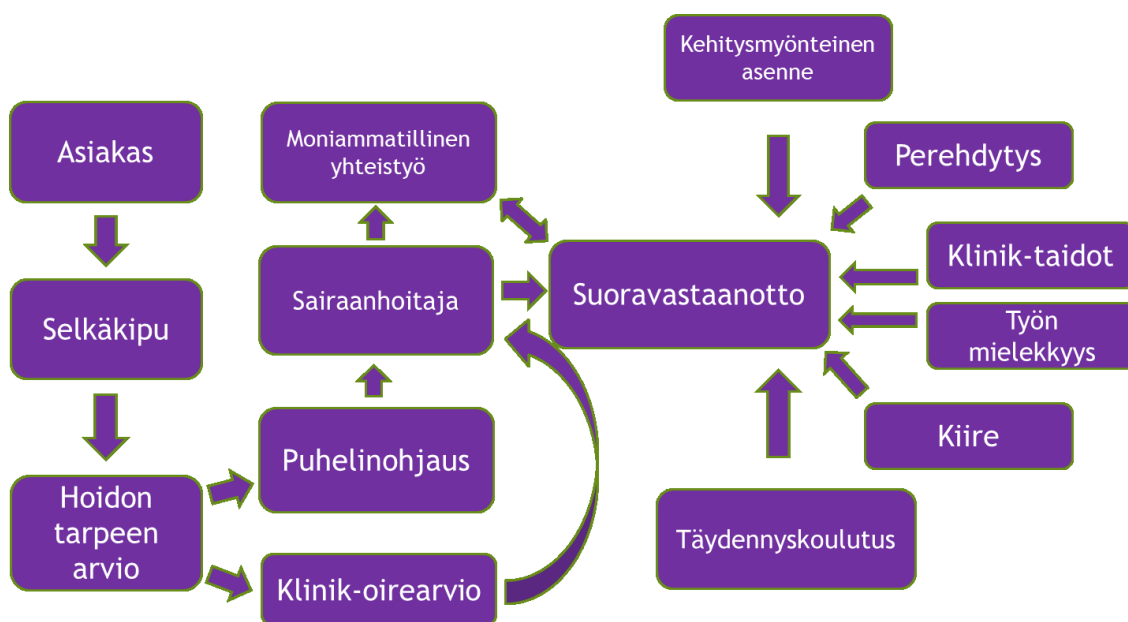 Asiakas
Selkäkipu
Hoidon
tarpeen
arvio
Moniammatillinen
yhteistyö
Sairaanhoitaja
Puhelinohjaus
Klinik-oirearvio
Suoravastaanotto
Kehitysmyönteinen
asenne
Perehdytys
Klinik-taidot
Työn
mielekkyys
Kiire
Täydennyskoulutus